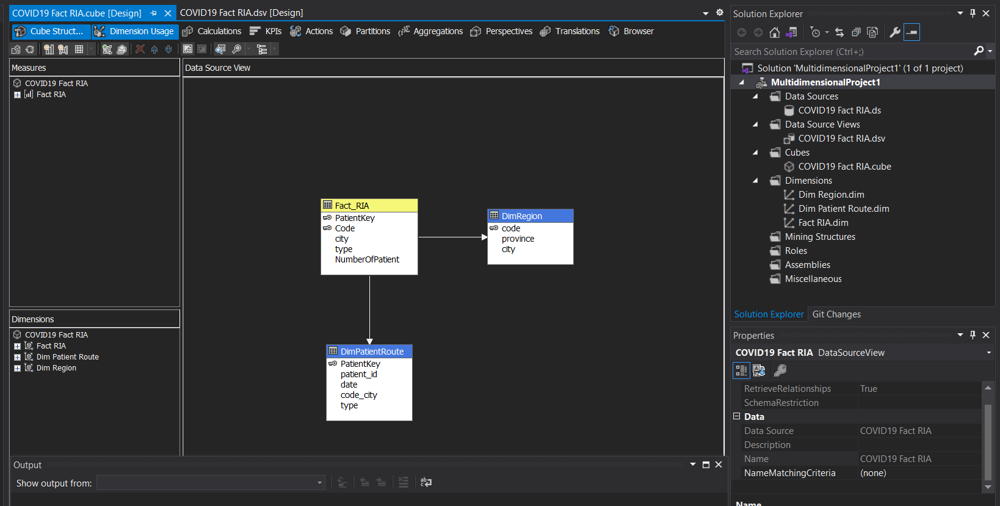 COVID19 Fact RIA.cube [Design]
COVID19 Fact RIA.dsv [Design]
Cube Struct...
Dimension Usage
Calculations
KPIs
Actions
Partitions
Aggregations
Perspectives
Translations
Browser
Measures
COVID19 Fact RIA
Fact RIA
Dimensions
COVID19 Fact RIA
Fact RIA
Dim Patient Route
Dim Region
Data Source View
Fact_RIA
PatientKey
Code
city
type
NumberOfPatient
DimRegion
code
province
city
DimPatientRoute
PatientKey
patient_id
date
code_city
type
Output
Show output from:
Solution Explorer
Search Solution Explorer (Ctrl+;)
Solution 'MultidimensionalProject1' (1 of 1 project)
MultidimensionalProject1
Data Sources
COVID19 Fact RIA.ds
Data Source Views
COVID19 Fact RIA.dsv
Cubes
COVID19 Fact RIA.cube
Dimensions
Dim Region.dim
Dim Patient Route.dim
Fact RIA.dim
Mining Structures
Roles
Assemblies
Miscellaneous
Solution Explorer
Git Changes
Properties
COVID19 Fact RIA DataSourceView
RetrieveRelationships True
SchemaRestriction
Data
Data Source COVID19 Fact RIA
Description
Name COVID19 Fact RIA
NameMatchingCriteria (none)
Name